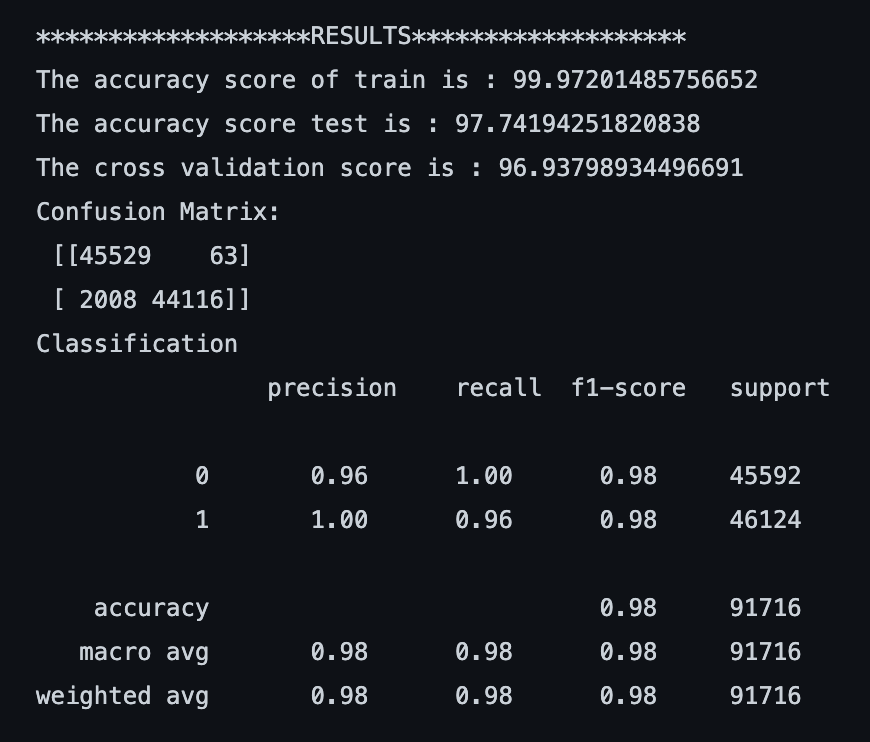 *******************RESULTS*******************
The accuracy score of train is : 99.97201485756652
The accuracy score test is : 97.74194251820838
The cross validation score is : 96.93798934496691
Confusion Matrix:
 [[45529    63]
 [ 2008 44116]]
Classification
                precision    recall  f1-score   support

           0       0.96      1.00      0.98     45592
           1       1.00      0.96      0.98     46124

    accuracy                           0.98     91716
   macro avg       0.98      0.98      0.98     91716
weighted avg       0.98      0.98      0.98     91716